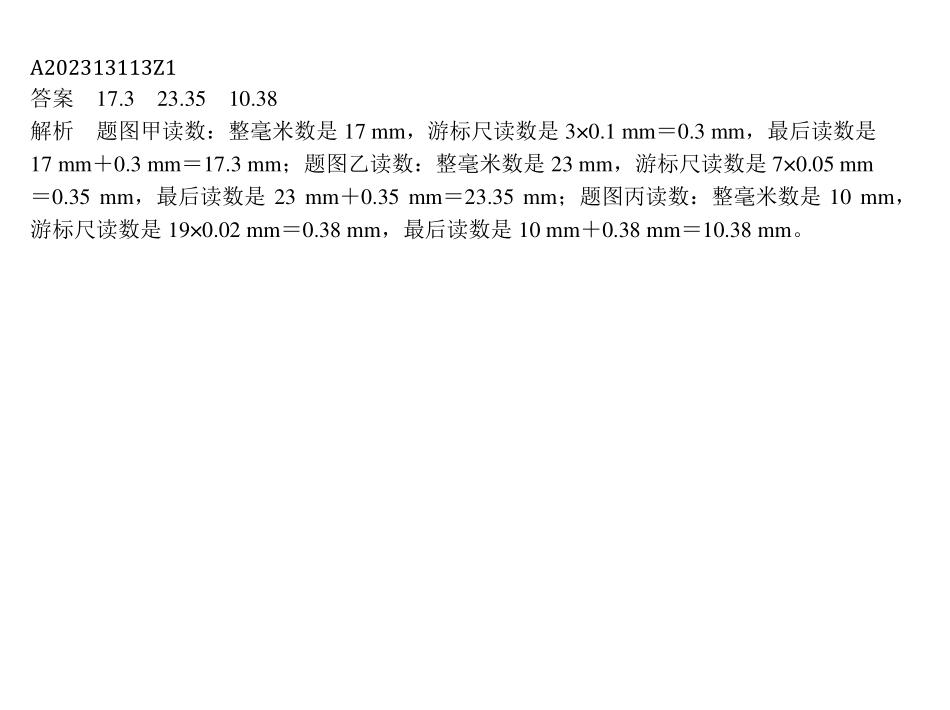 A202313113Z1
答案　17.3　23.35　10.38
解析　题图甲读数：整毫米数是 17 mm，游标尺读数是 3×0.1 mm＝0.3 mm，最后读数是
17 mm＋0.3 mm＝17.3 mm；题图乙读数：整毫米数是 23 mm，游标尺读数是 7×0.05 mm
＝0.35 mm，最后读数是 23 mm＋0.35 mm＝23.35 mm；题图丙读数：整毫米数是 10 mm，
游标尺读数是 19×0.02 mm＝0.38 mm，最后读数是 10 mm＋0.38 mm＝10.38 mm。